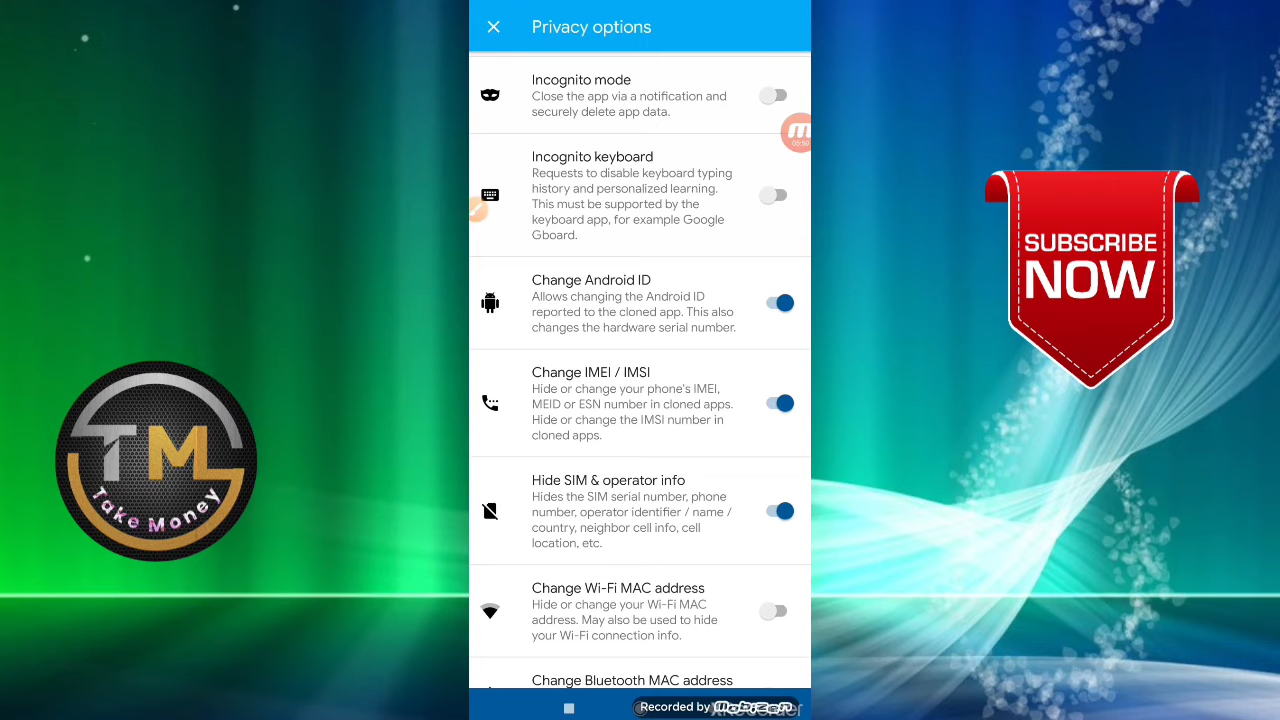 Privacy options
Incognito mode
Close the app via a notification and
securely delete app data.
05:50
Incognito keyboard
Requests to disable keyboard typing
history and personalized learning.
This must be supported by the
keyboard app, for example Google
Gboard.
Change Android ID
Allows changing the Android ID
reported to the cloned app. This also
changes the hardware serial number.
Change IMEI / IMSI
Hide or change your phone's IMEI,
MEID or ESN number in cloned apps.
Hide or change the IMSI number in
cloned apps.
Hide SIM & operator info
Hides the SIM serial number, phone
number, operator identifier / name /
country, neighbor cell info, cell
location, etc.
Change Wi-Fi MAC address
Hide or change your Wi-Fi MAC
address. May also be used to hide
your Wi-Fi connection info.
Change Bluetooth MAC address
Recorded by
TM
Take Money
SUBSCRIBE
NOW